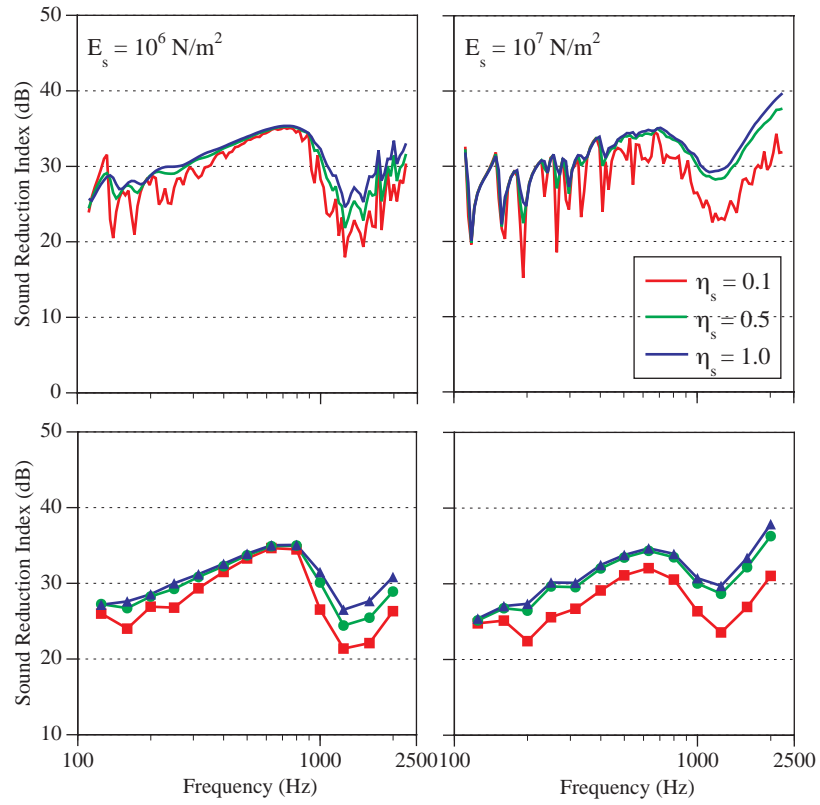 50
40
30
20
10
0
Sound Reduction Index (dB)
E_s = 10^6 N/m^2
E_s = 10^7 N/m^2
η_s = 0.1
η_s = 0.5
η_s = 1.0
50
40
30
20
10
Sound Reduction Index (dB)
100 1000 2500 100 1000 2500
Frequency (Hz) Frequency (Hz)